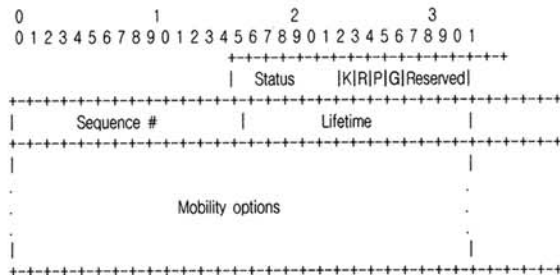 0 1 2 3
0 1 2 3 4 5 6 7 8 9 0 1 2 3 4 5 6 7 8 9 0 1 2 3 4 5 6 7 8 9 0 1
+-+-+-+-+-+-+-+-+-+-+-+-+-+-+-+-+-+-+
| Status |K|R|P|G|Reserved|
+-+-+-+-+-+-+-+-+-+-+-+-+-+-+-+-+-+-+-+-+-+-+-+-+-+-+-+-+-+-+-+-+-+
| Sequence # | Lifetime |
+-+-+-+-+-+-+-+-+-+-+-+-+-+-+-+-+-+-+-+-+-+-+-+-+-+-+-+-+-+-+-+-+-+
| |
. .
. Mobility options .
. .
| |
+-+-+-+-+-+-+-+-+-+-+-+-+-+-+-+-+-+-+-+-+-+-+-+-+-+-+-+-+-+-+-+-+-+